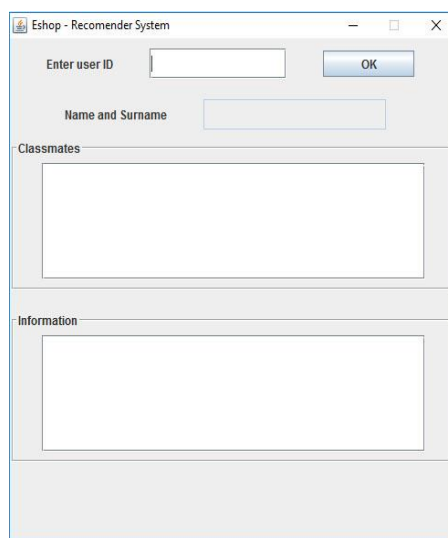 Eshop - Recomender System
Enter user ID
OK
Name and Surname
Classmates
Information